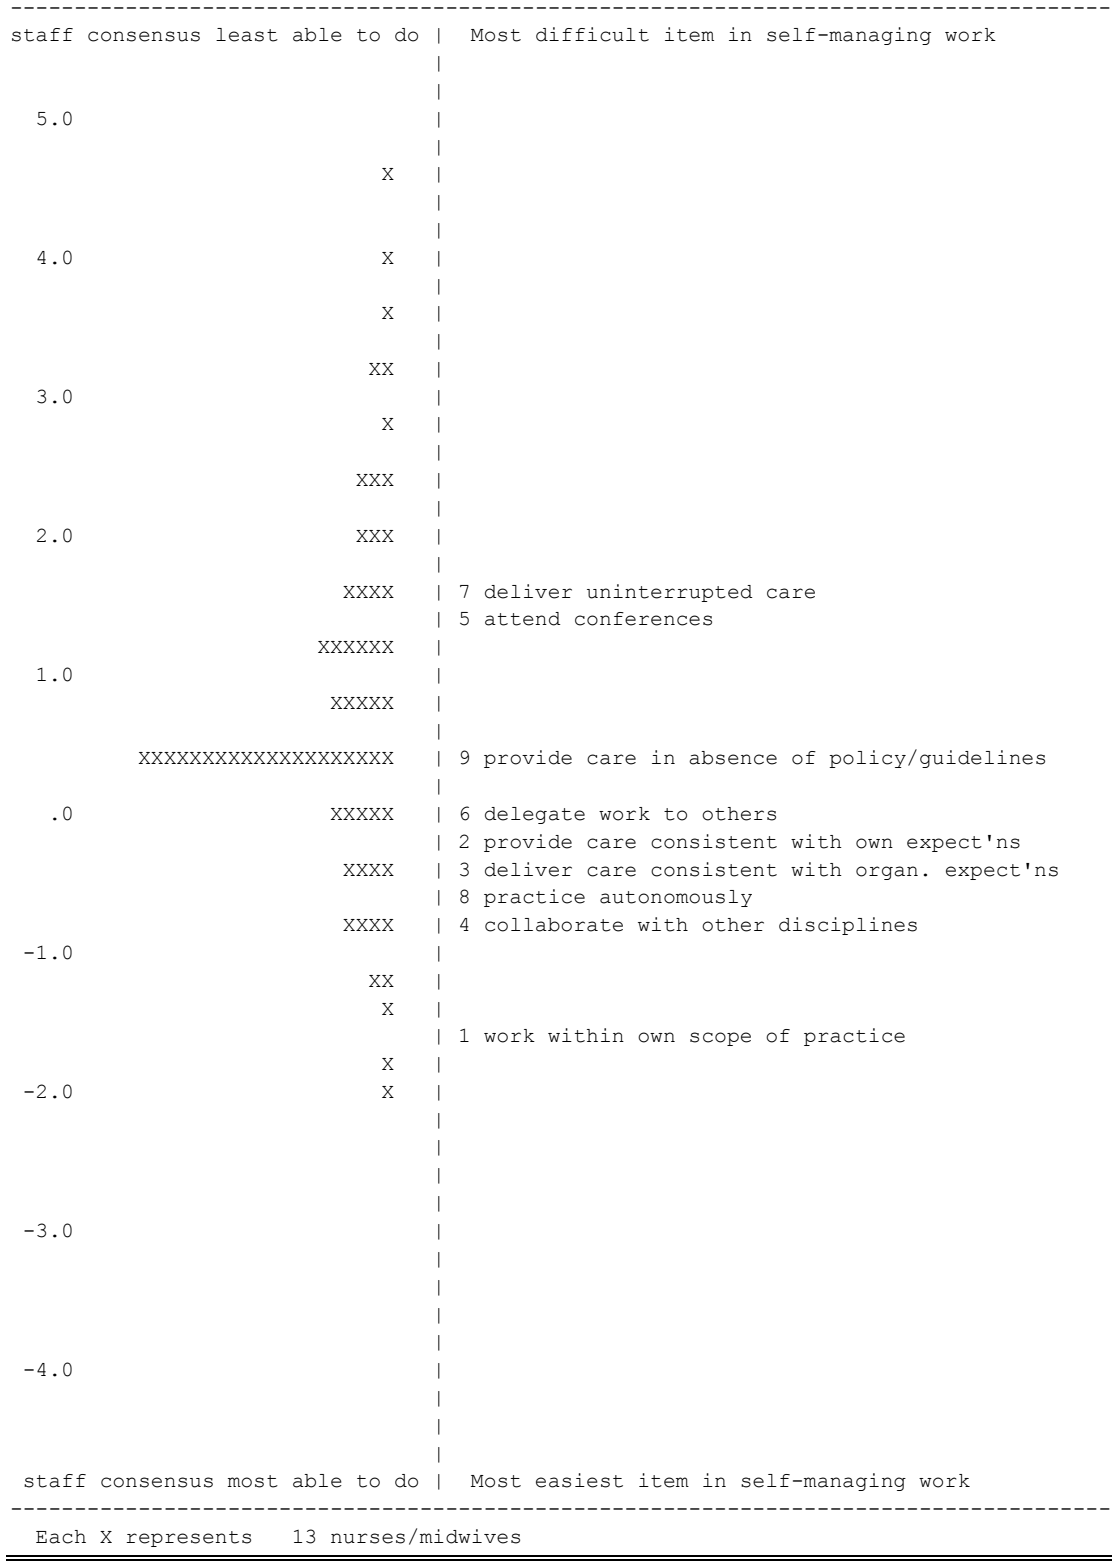 staff consensus least able to do | Most difficult item in self-managing work
|
|
5.0 |
|
X |
|
|
4.0 X |
|
X |
|
XX |
3.0 |
X |
|
XXX |
|
2.0 XXX |
|
XXXX | 7 deliver uninterrupted care
| 5 attend conferences
XXXXXX |
1.0 |
XXXXX |
|
XXXXXXXXXXXXXXXXXXXX | 9 provide care in absence of policy/guidelines
|
.0 XXXXX | 6 delegate work to others
| 2 provide care consistent with own expect'ns
XXXX | 3 deliver care consistent with organ. expect'ns
| 8 practice autonomously
XXXX | 4 collaborate with other disciplines
-1.0 |
XX |
X |
| 1 work within own scope of practice
X |
-2.0 X |
|
|
|
|
-3.0 |
|
|
|
|
-4.0 |
|
|
|
staff consensus most able to do | Most easiest item in self-managing work
Each X represents 13 nurses/midwives